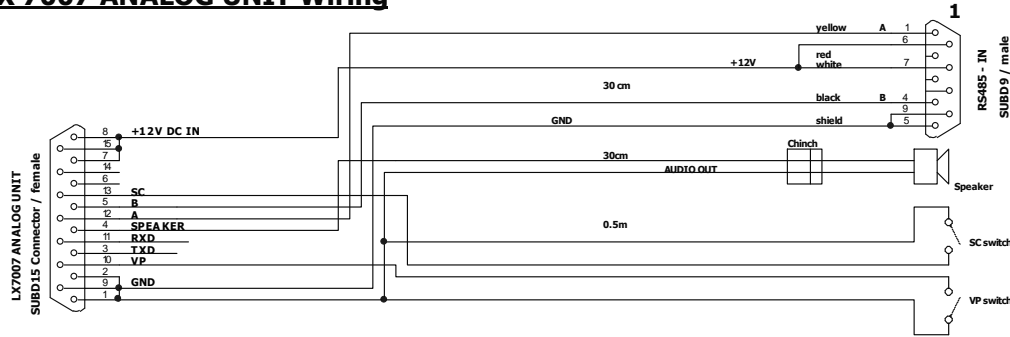 LX 7007 ANALOG UNIT Wiring
1
yellow A 1
6
red
+12V white 7
30 cm
black B 4
9
GND shield 5
RS485 - IN
SUBD9 / male
Chinch
30cm
AUDIO OUT
Speaker
0.5m
SC switch
VP switch
LX7007 ANALOG UNIT
SUBD15 Connector / female
8 +12V DC IN
15
7
14
6
13 SC
5 B
12 A
4 SPEAKER
11 RXD
3 TXD
10 VP
2
9 GND
1